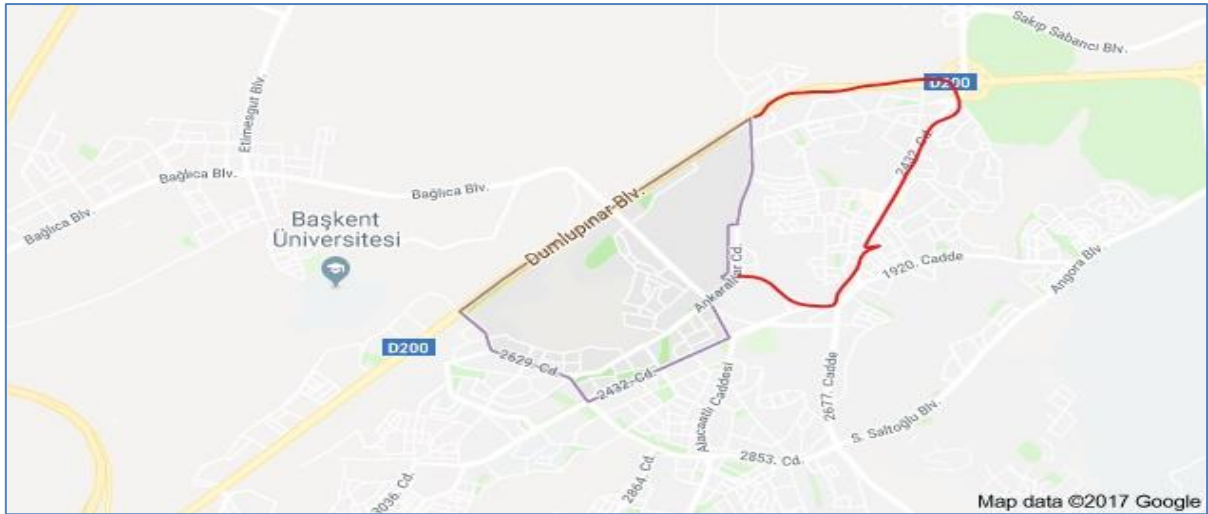 Sakıp Sabancı Blv.
D200
Etimesgut Blv.
2432. Cd.
Bağlıca Blv.
Bağlıca Blv.
Bağlıca Blv.
Başkent
Üniversitesi
Dumlupınar Blv.
1920. Cadde
Angora Blv.
Ankaralılar Cd.
D200
2629. Cd.
2432. Cd.
Alacaatlı Caddesi
2677. Cadde
S. Saltoğlu Blv.
2853. Cd.
2864. Cd.
3036. Cd.
Map data ©2017 Google